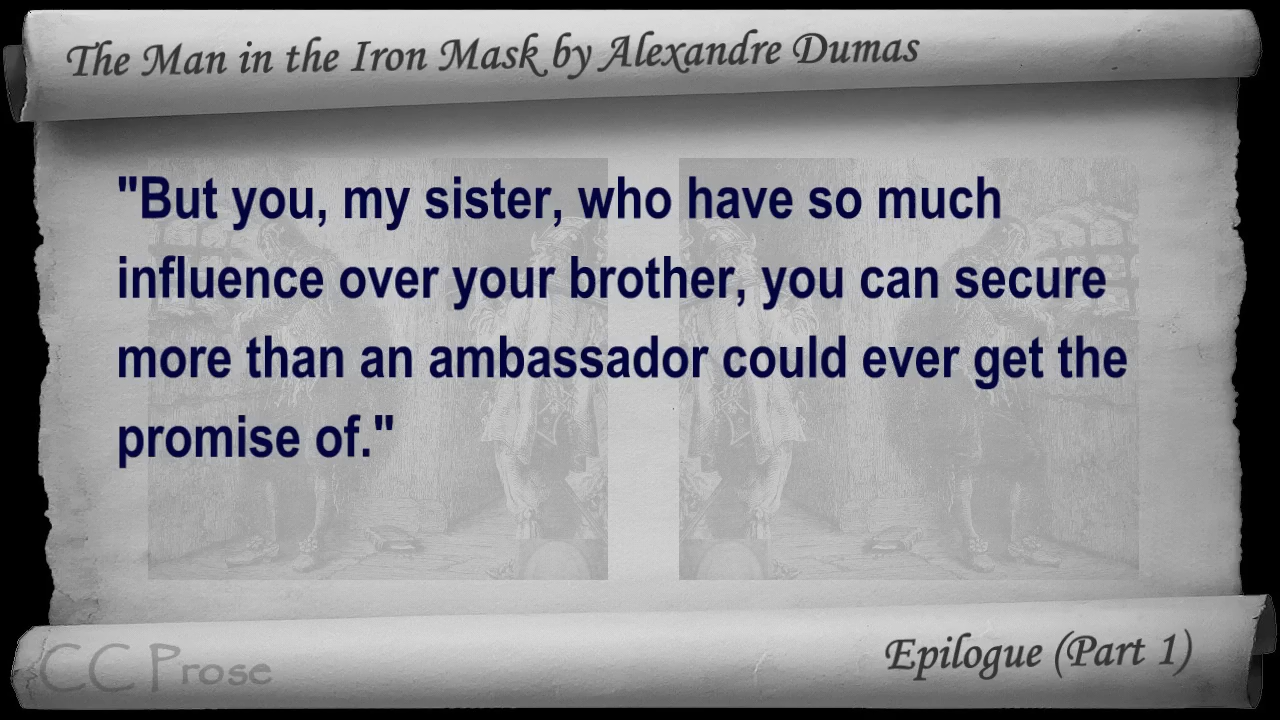 The Man in the Iron Mask by Alexandre Dumas
"But you, my sister, who have so much
influence over your brother, you can secure
more than an ambassador could ever get the
promise of."
CC Prose
Epilogue (Part 1)